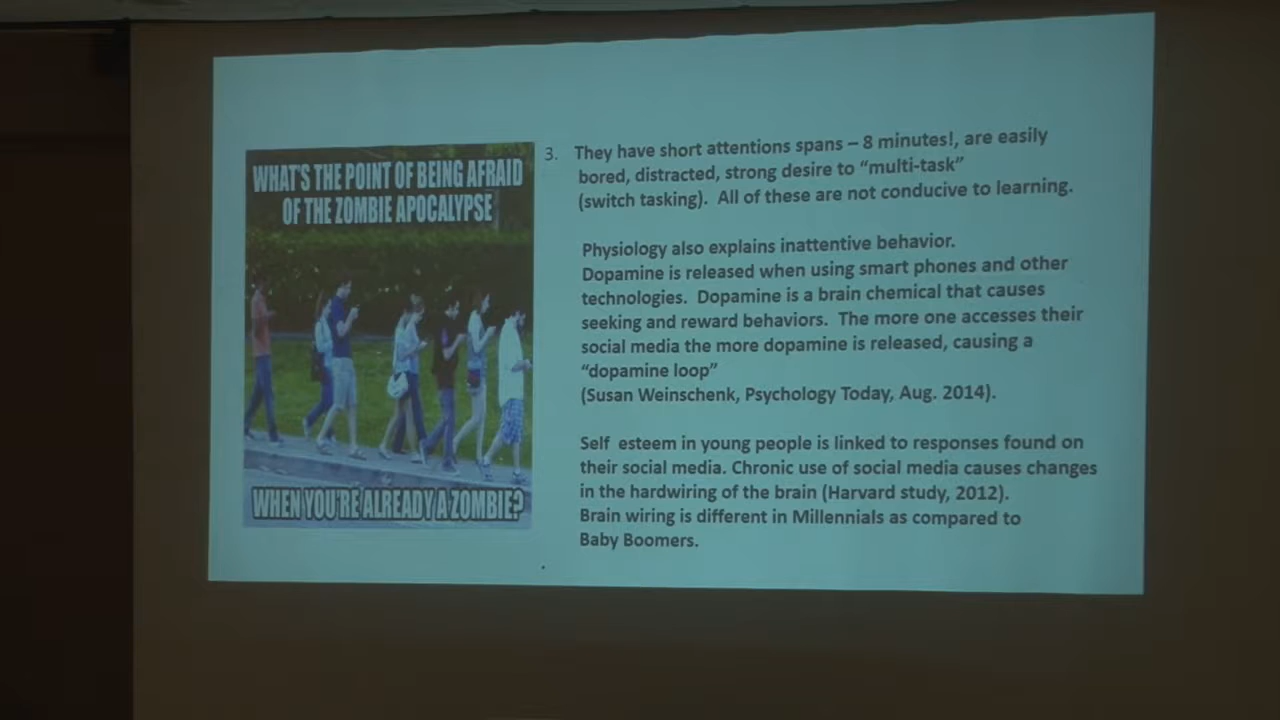 WHAT'S THE POINT OF BEING AFRAID
OF THE ZOMBIE APOCALYPSE
WHEN YOU'RE ALREADY A ZOMBIE?
3. They have short attentions spans – 8 minutes!, are easily
bored, distracted, strong desire to “multi-task”
(switch tasking). All of these are not conducive to learning.
Physiology also explains inattentive behavior.
Dopamine is released when using smart phones and other
technologies. Dopamine is a brain chemical that causes
seeking and reward behaviors. The more one accesses their
social media the more dopamine is released, causing a
“dopamine loop”
(Susan Weinschenk, Psychology Today, Aug. 2014).
Self esteem in young people is linked to responses found on
their social media. Chronic use of social media causes changes
in the hardwiring of the brain (Harvard study, 2012).
Brain wiring is different in Millennials as compared to
Baby Boomers.